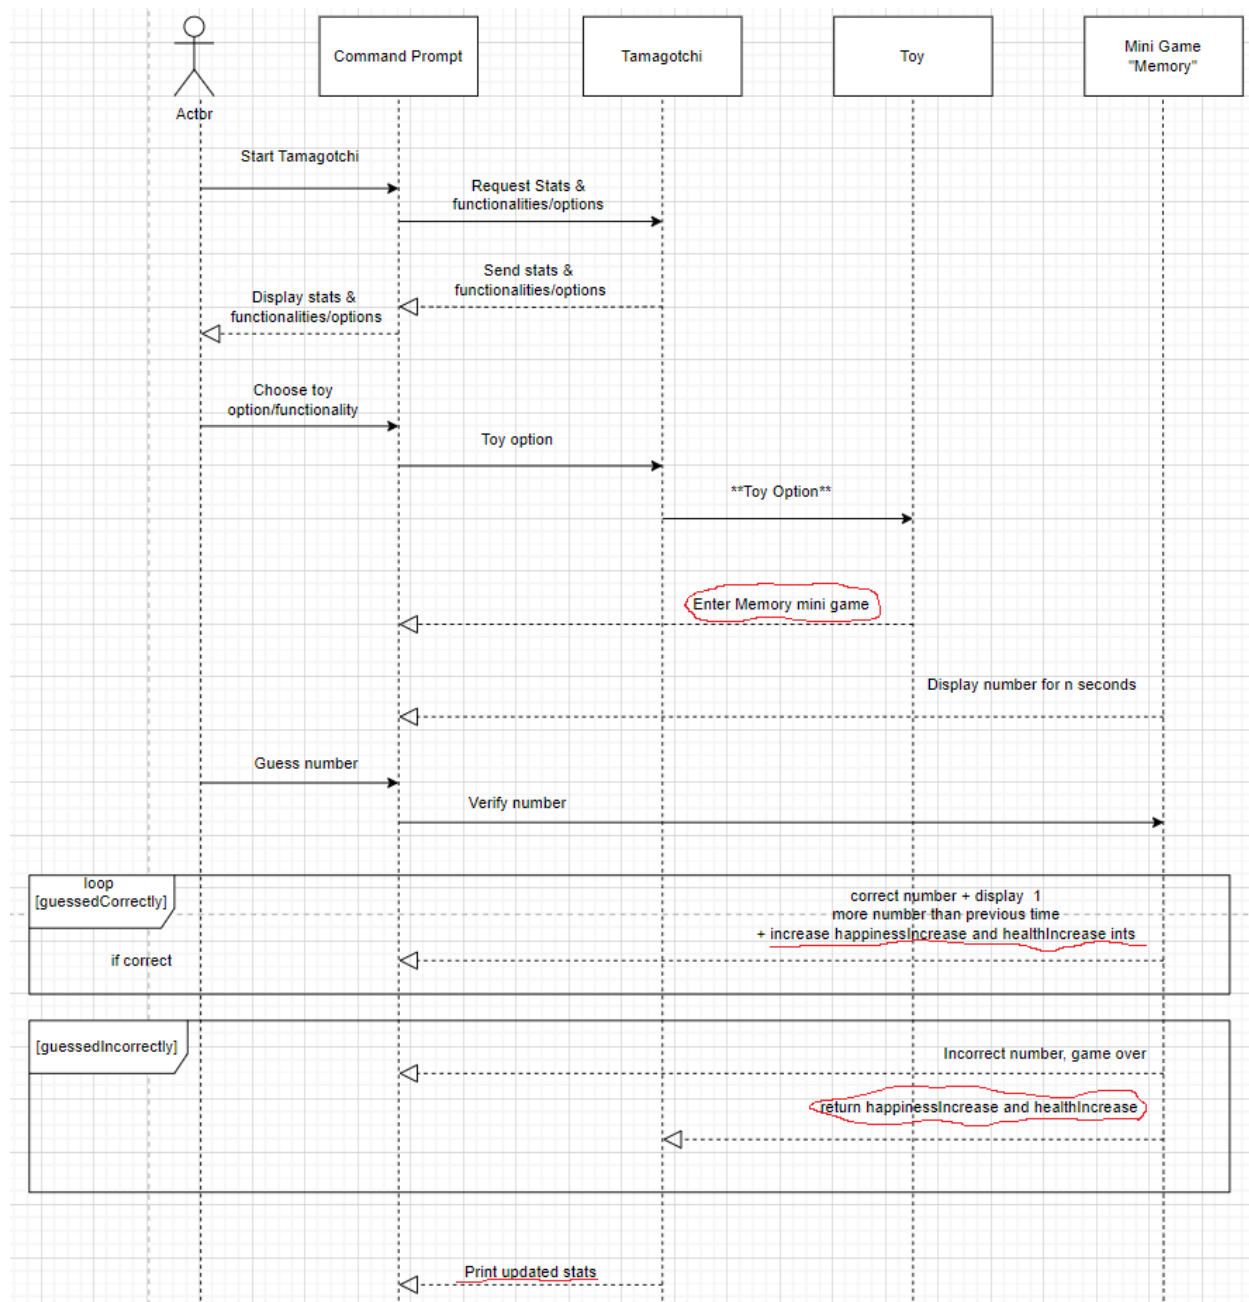 Actor
Command Prompt
Tamagotchi
Toy
Mini Game
"Memory"
Start Tamagotchi
Request Stats &
functionalities/options
Send stats &
functionalities/options
Display stats &
functionalities/options
Choose toy
option/functionality
Toy option
**Toy Option**
Enter Memory mini game
Display number for n seconds
Guess number
Verify number
loop
[guessedCorrectly]
correct number + display 1
more number than previous time
+ increase happinessIncrease and healthIncrease ints
if correct
[guessedIncorrectly]
Incorrect number, game over
return happinessIncrease and healthIncrease
Print updated stats